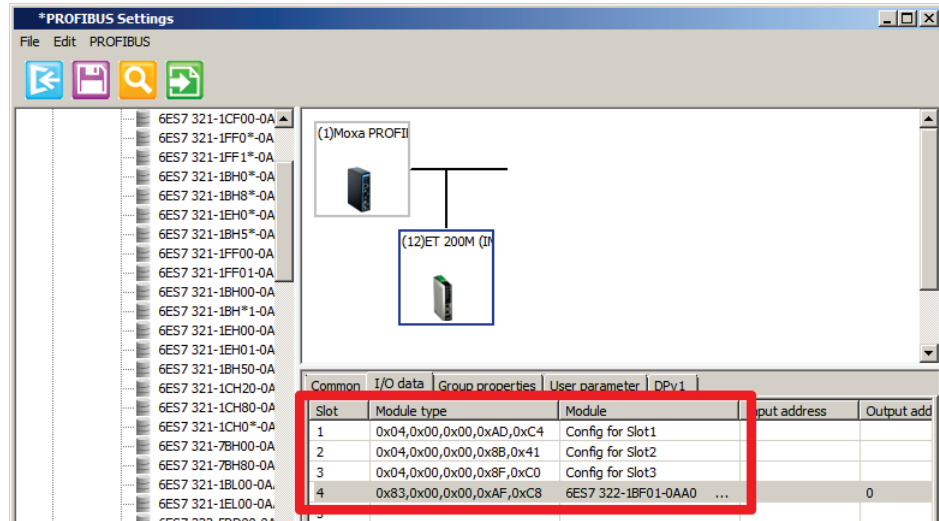 *PROFIBUS Settings
File Edit PROFIBUS
6ES7 321-1CF00-0A
6ES7 321-1FF0*-0A
6ES7 321-1FF1*-0A
6ES7 321-1BH0*-0A
6ES7 321-1BH8*-0A
6ES7 321-1EH0*-0A
6ES7 321-1BH5*-0A
6ES7 321-1FF00-0A
6ES7 321-1FF01-0A
6ES7 321-1BH00-0A
6ES7 321-1BH*1-0A
6ES7 321-1EH00-0A
6ES7 321-1EH01-0A
6ES7 321-1BH50-0A
6ES7 321-1CH20-0A
6ES7 321-1CH80-0A
6ES7 321-1CH0*-0A
6ES7 321-7BH00-0A
6ES7 321-7BH80-0A
6ES7 321-1BL00-0A
6ES7 321-1EL00-0A
(1)Moxa PROFI
(12)ET 200M (I
Common I/O data Group properties User parameter DPv1
Slot Module type Module Input address Output add
1 0x04,0x00,0x00,0xAD,0xC4 Config for Slot1
2 0x04,0x00,0x00,0x8B,0x41 Config for Slot2
3 0x04,0x00,0x00,0x8F,0xC0 Config for Slot3
4 0x83,0x00,0x00,0xAF,0xC8 6ES7 322-1BF01-0AA0 ... 0